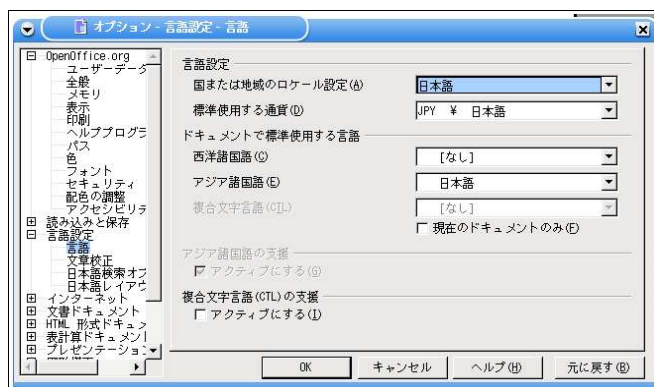 オプション - 言語設定 - 言語
OpenOffice.org
ユーザーデータ
全般
メモリ
表示
印刷
ヘルププログラ
パス
色
フォント
セキュリティ
配色の調整
アクセシビリテ
読み込みと保存
言語設定
言語
文章校正
日本語検索オプ
日本語レイアウ
インターネット
文書ドキュメント
HTML 形式ドキュメ
表計算ドキュメント
プレゼンテーション
言語設定
国または地域のロケール設定(A)
日本語
標準使用する通貨(D)
JPY ¥ 日本語
ドキュメントで標準使用する言語
西洋諸国語(C)
[なし]
アジア諸国語(E)
日本語
複合文字言語(CTL)
[なし]
現在のドキュメントのみ(F)
アジア諸国語の支援
アクティブにする(G)
複合文字言語(CTL)の支援
アクティブにする(I)
OK
キャンセル
ヘルプ(H)
元に戻す(B)